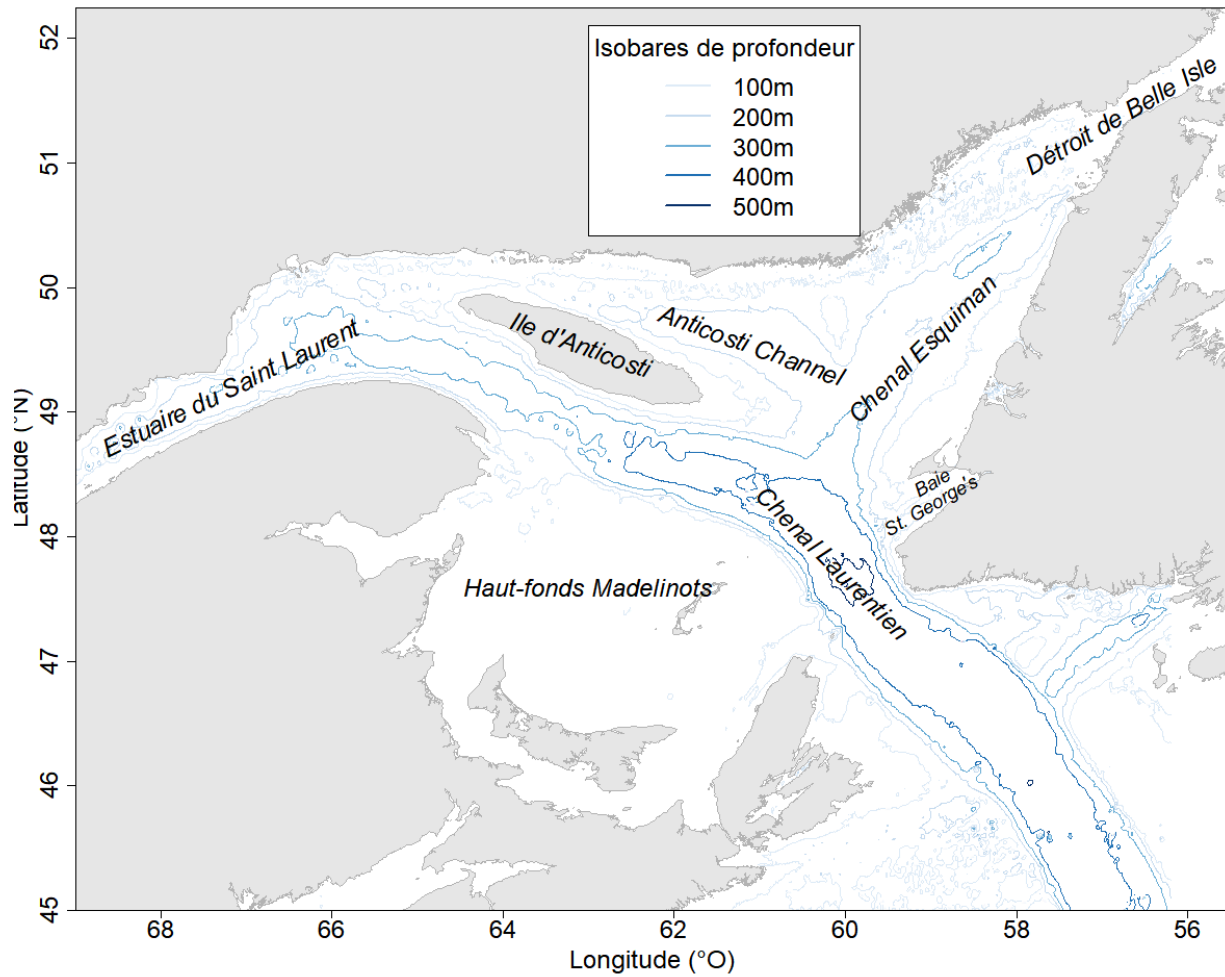 Isobares de profondeur
100m
200m
300m
400m
500m
Détroit de Belle Isle
Chenal Esquiman
Anticosti Channel
Ile d'Anticosti
Estuaire du Saint Laurent
Baie
St. George's
Chenal Laurentien
Haut-fonds Madelinots
52
51
50
49
48
47
46
45
Latitude (°N)
68
66
64
62
60
58
56
Longitude (°O)